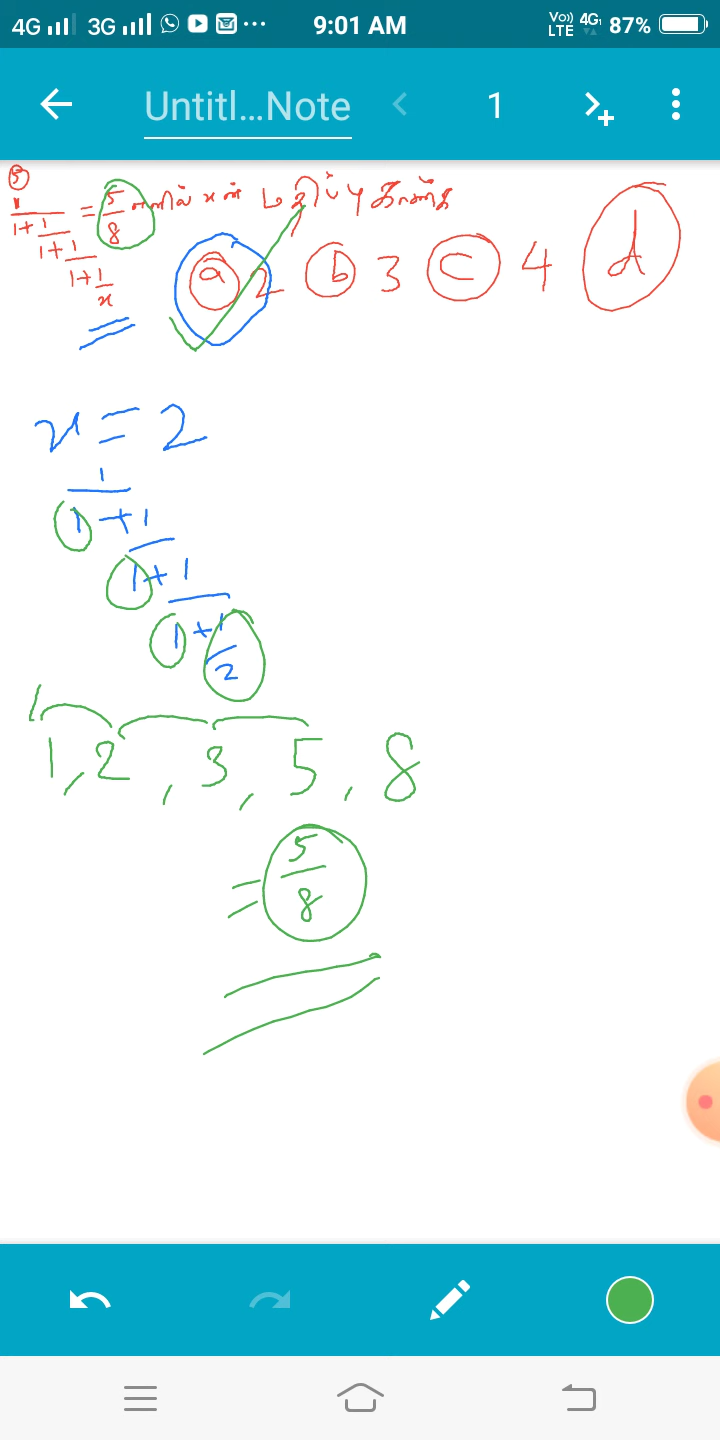 4G 3G 9:01 AM Vo)) LTE 4G 87%
Untitl...Note 1
5
1/(1+1/(1+1/(1+1/x))) = 5/8 எனில் x ன் மதிப்பு காண்க
a 2 b 3 c 4 d
x = 2
1
1+1
1+1
1+1
2
1, 2, 3, 5, 8
= 5/8